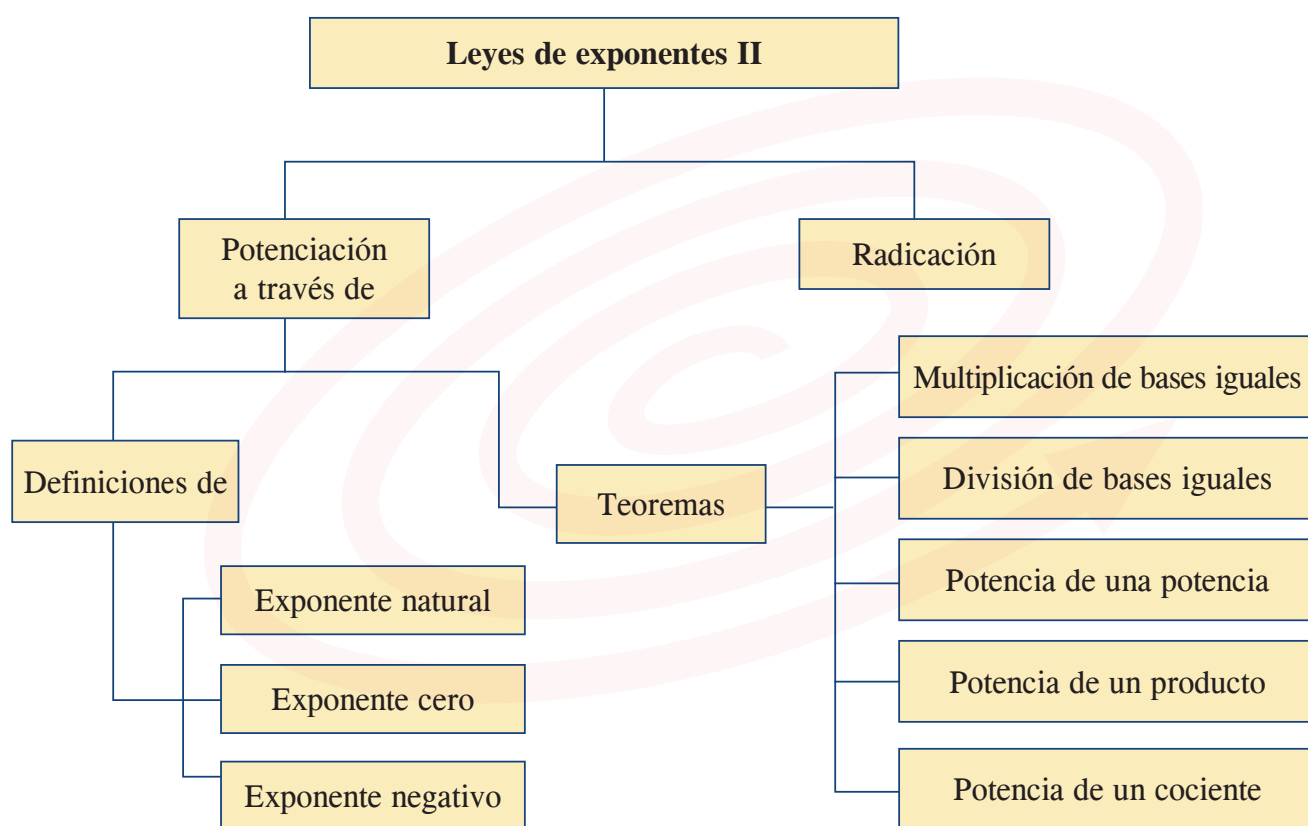 Leyes de exponentes II
Potenciación
a través de
Radicación
Definiciones de
Exponente natural
Exponente cero
Exponente negativo
Teoremas
Multiplicación de bases iguales
División de bases iguales
Potencia de una potencia
Potencia de un producto
Potencia de un cociente